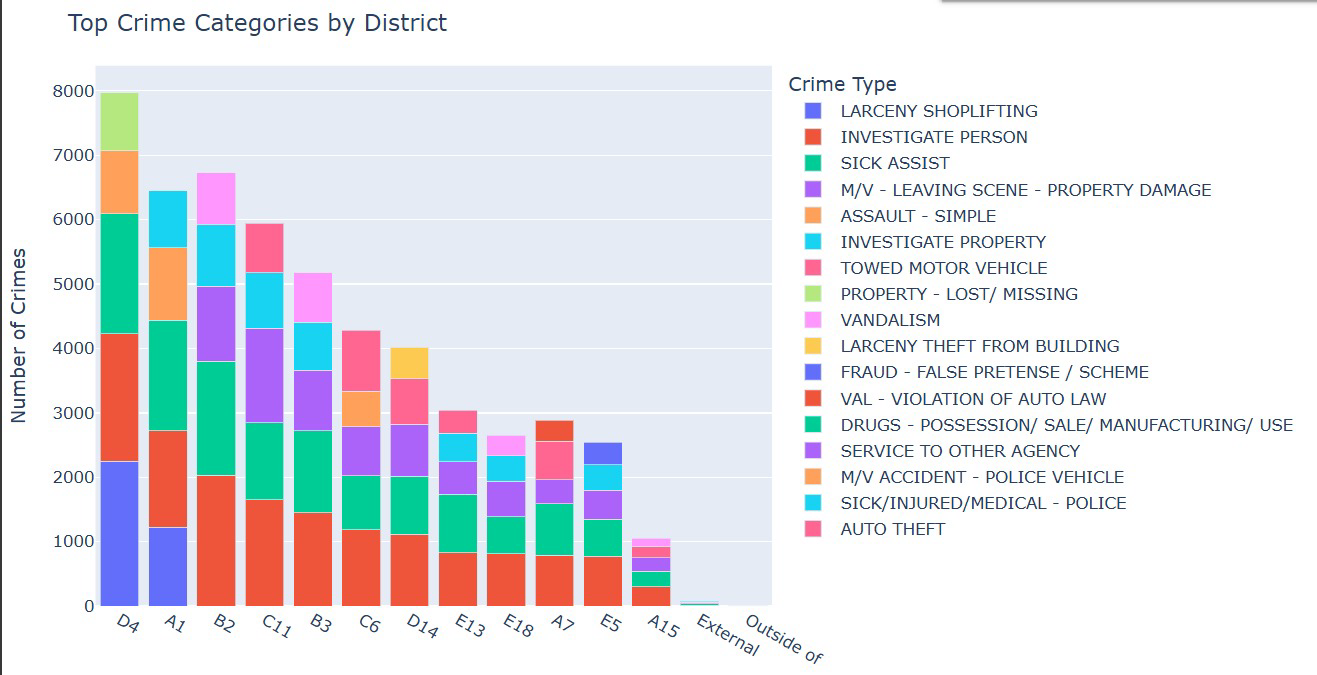 Top Crime Categories by District
Number of Crimes
8000
7000
6000
5000
4000
3000
2000
1000
0
D4
A1
B2
C11
B3
C6
D14
E13
E18
A7
E5
A15
External
Outside of
Crime Type
LARCENY SHOPLIFTING
INVESTIGATE PERSON
SICK ASSIST
M/V - LEAVING SCENE - PROPERTY DAMAGE
ASSAULT - SIMPLE
INVESTIGATE PROPERTY
TOWED MOTOR VEHICLE
PROPERTY - LOST/ MISSING
VANDALISM
LARCENY THEFT FROM BUILDING
FRAUD - FALSE PRETENSE / SCHEME
VAL - VIOLATION OF AUTO LAW
DRUGS - POSSESSION/ SALE/ MANUFACTURING/ USE
SERVICE TO OTHER AGENCY
M/V ACCIDENT - POLICE VEHICLE
SICK/INJURED/MEDICAL - POLICE
AUTO THEFT